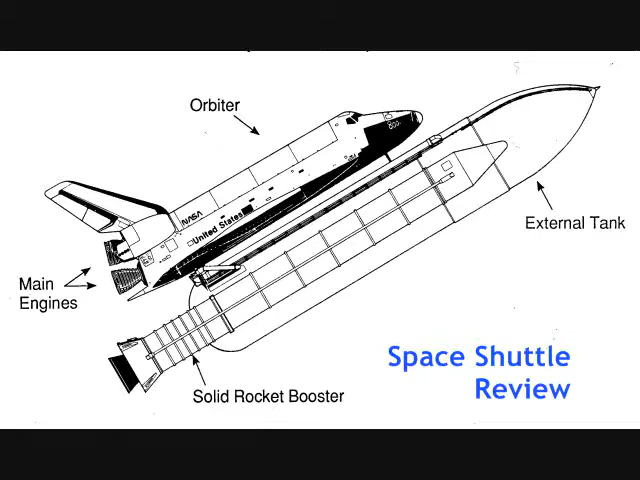 Orbiter
NASA
United States
External Tank
Main
Engines
Solid Rocket Booster
Space Shuttle
Review